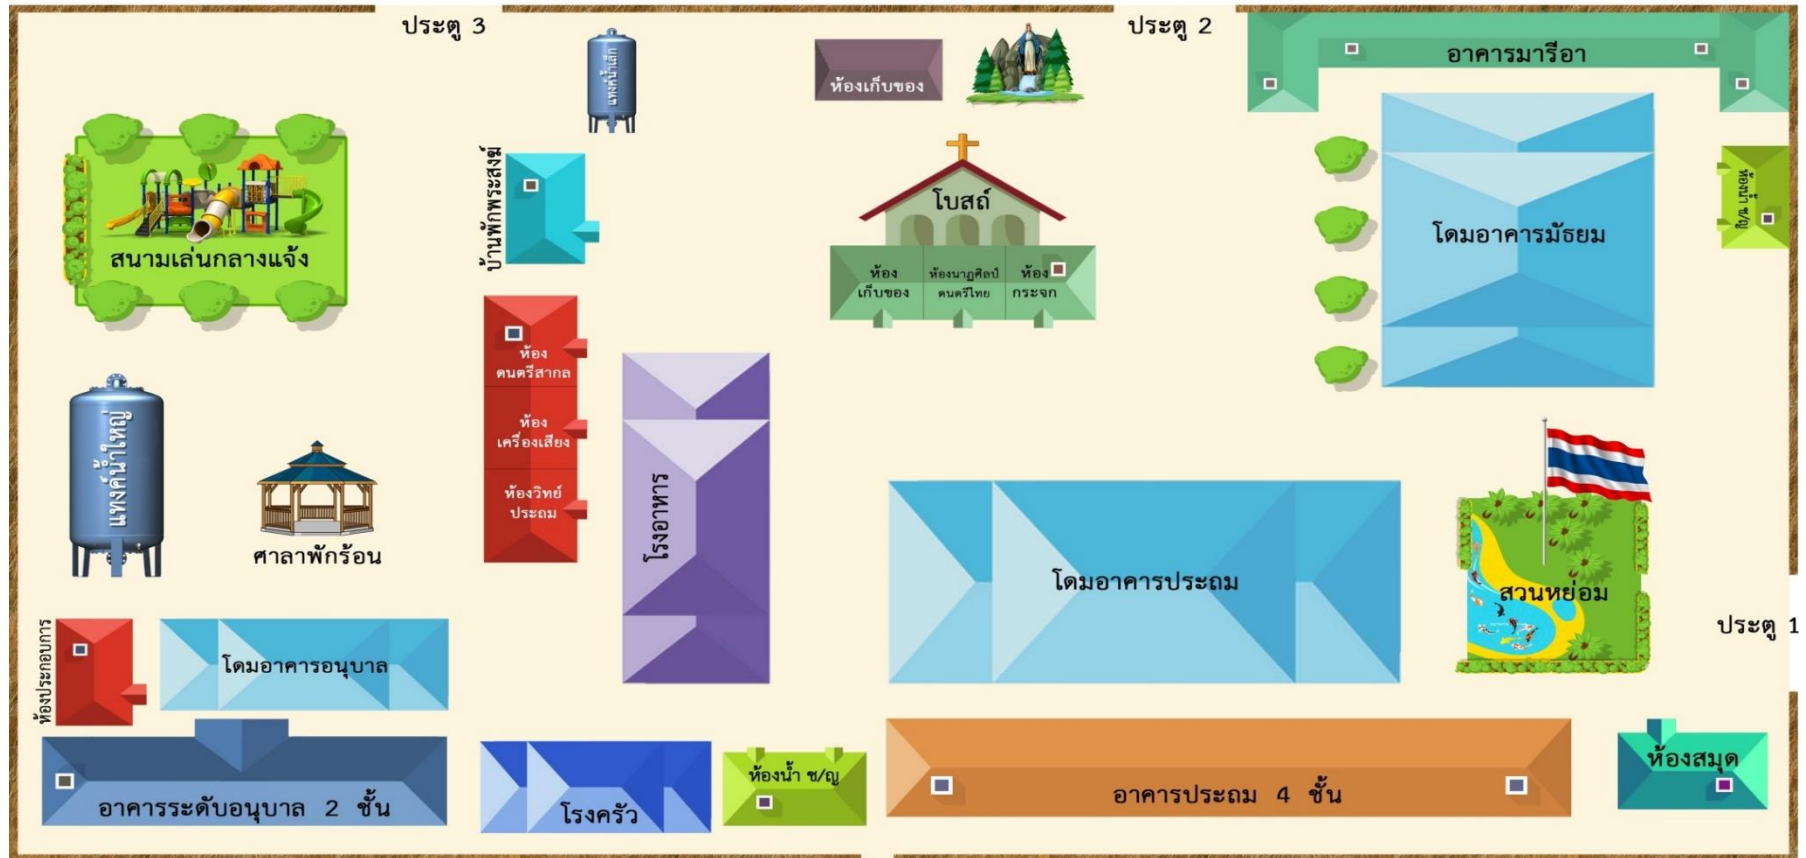 ประตู 3
ประตู 2
แทงค์น้ำเล็ก
ห้องเก็บของ
อาคารมารีอา
บ้านพักพระสงฆ์
โบสถ์
ห้องน้ำ ช/ญ
โดมอาคารมัธยม
สนามเล่นกลางแจ้ง
ห้อง
เก็บของ
ห้องนาฏศิลป์
ดนตรีไทย
ห้อง
กระจก
ห้อง
ดนตรีสากล
ห้อง
เครื่องเสียง
ห้องวิทย์
ประถม
แทงค์น้ำใหญ่
ศาลาพักร้อน
โรงอาหาร
โดมอาคารประถม
สวนหย่อม
ประตู 1
ห้องประกอบการ
โดมอาคารอนุบาล
อาคารระดับอนุบาล 2 ชั้น
โรงครัว
ห้องน้ำ ช/ญ
อาคารประถม 4 ชั้น
ห้องสมุด